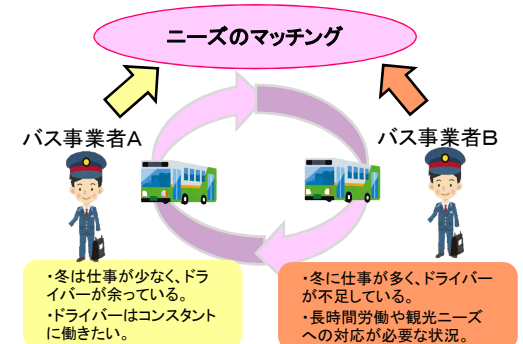 ニーズのマッチング
バス事業者A
バス事業者B
・冬は仕事が少なく、ドラ
イバーが余っている。
・ドライバーはコンスタント
に働きたい。
・冬に仕事が多く、ドライバー
が不足している。
・長時間労働や観光ニーズ
への対応が必要な状況。